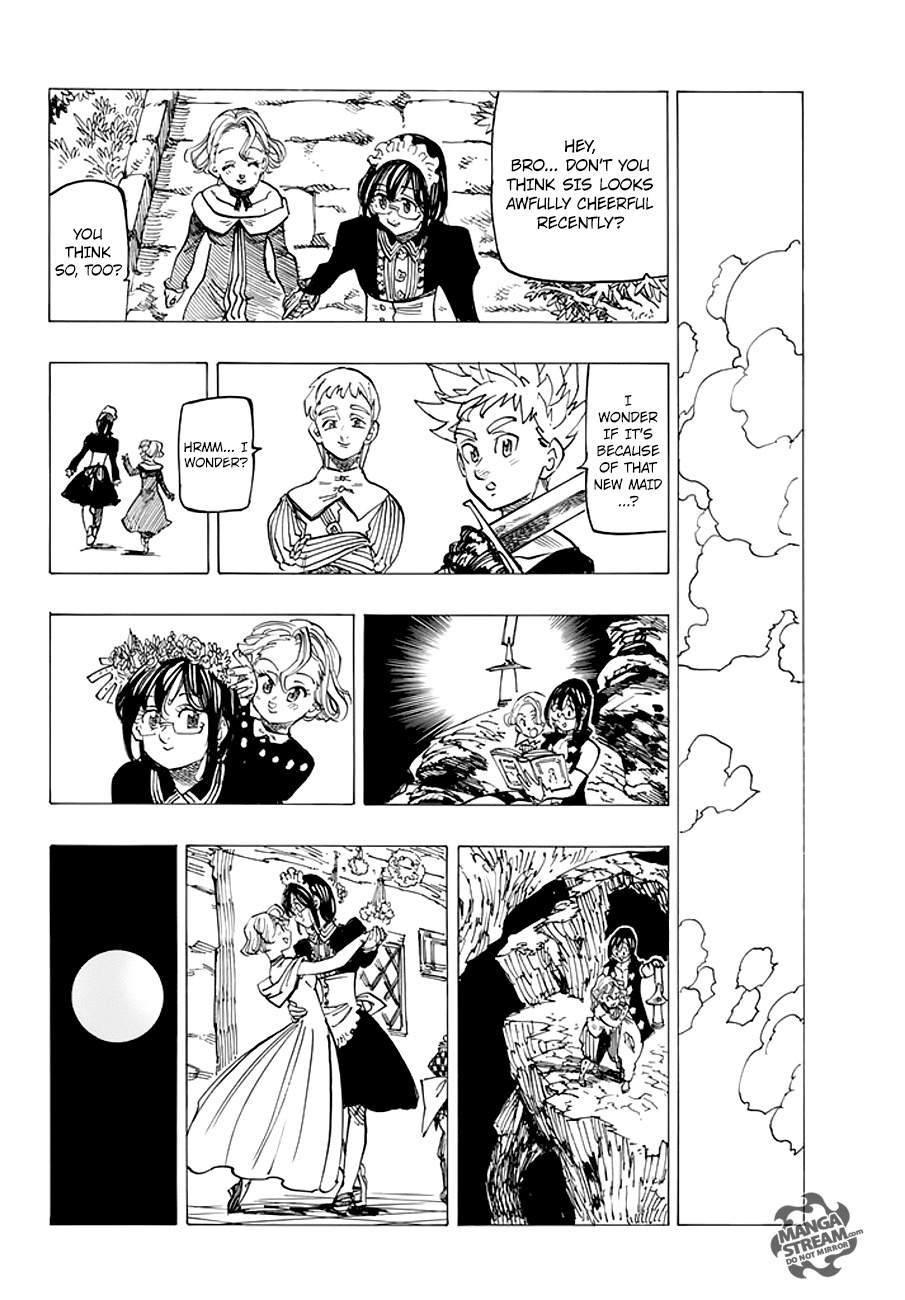 HEY,
BRO... DON'T YOU
THINK SIS LOOKS
AWFULLY CHEERFUL
RECENTLY?
YOU
THINK
SO, TOO?
I
WONDER
IF IT'S
BECAUSE
OF THAT
NEW MAID
...?
HRMM... I
WONDER?
MANGA
STREAM.com
DO NOT MIRROR